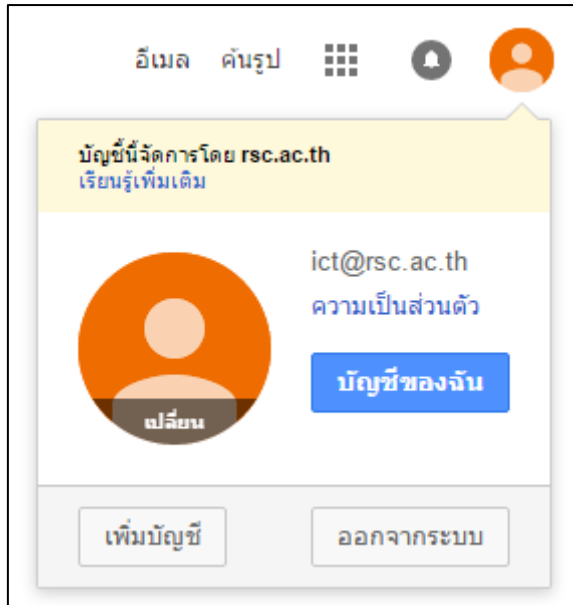 อีเมล ค้นรูป
บัญชี้นี้จัดการโดย rsc.ac.th
เรียนรู้เพิ่มเติม
ict@rsc.ac.th
ความเป็นส่วนตัว
บัญชีของฉัน
เปลี่ยน
เพิ่มบัญชี ออกจากระบบ